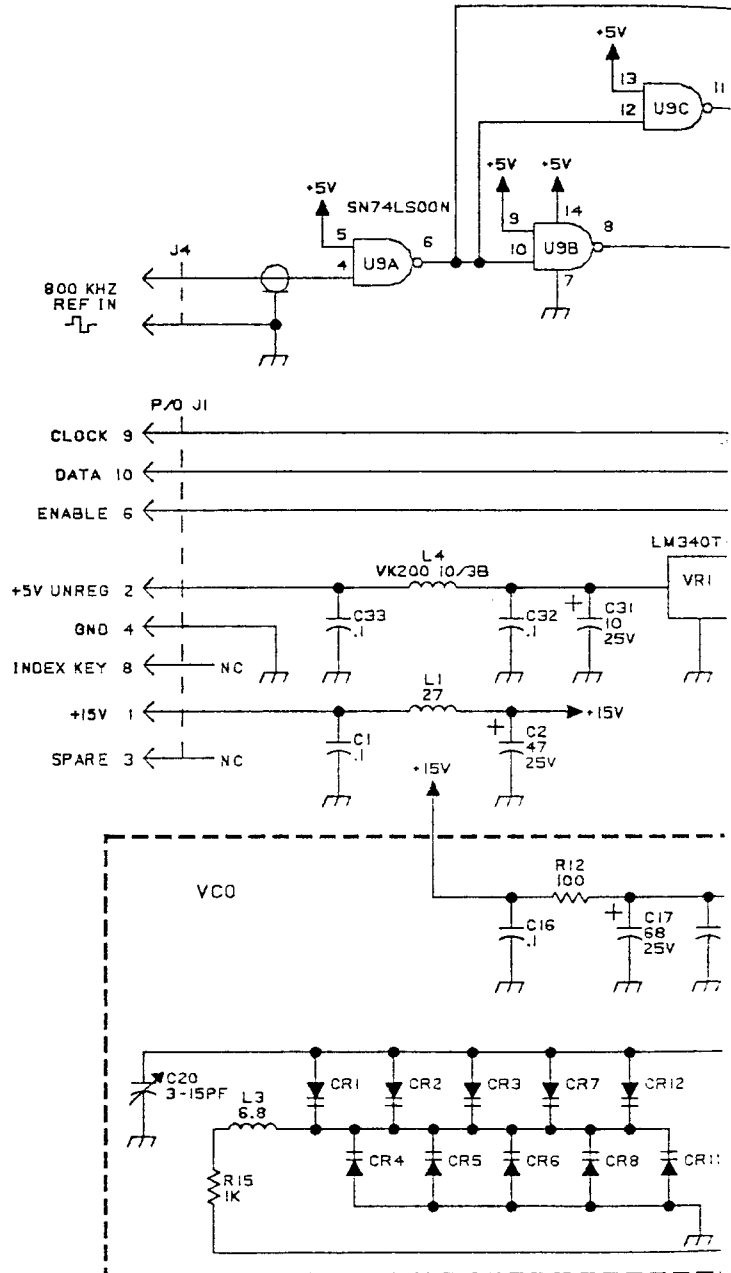 +5V
13
11
12
U9C
+5V
+5V
+5V
SN74LS00N
14
9
8
5
6
10
U9B
J4
4
U9A
7
800 KHZ
REF IN
P/O J1
CLOCK 9
DATA 10
ENABLE 6
LM340T
L4
VK200 10/3B
+5V UNREG 2
VR1
C33
.1
C32
.1
+
C31
10
25V
GND 4
INDEX KEY 8
NC
L1
27
+15V 1
+15V
C1
.1
+
C2
47
25V
SPARE 3
NC
+15V
VCO
R12
100
C16
.1
+
C17
68
25V
C20
3-15PF
CR1
CR2
CR3
CR7
CR12
L3
6.8
CR4
CR5
CR6
CR8
CR11
R15
1K